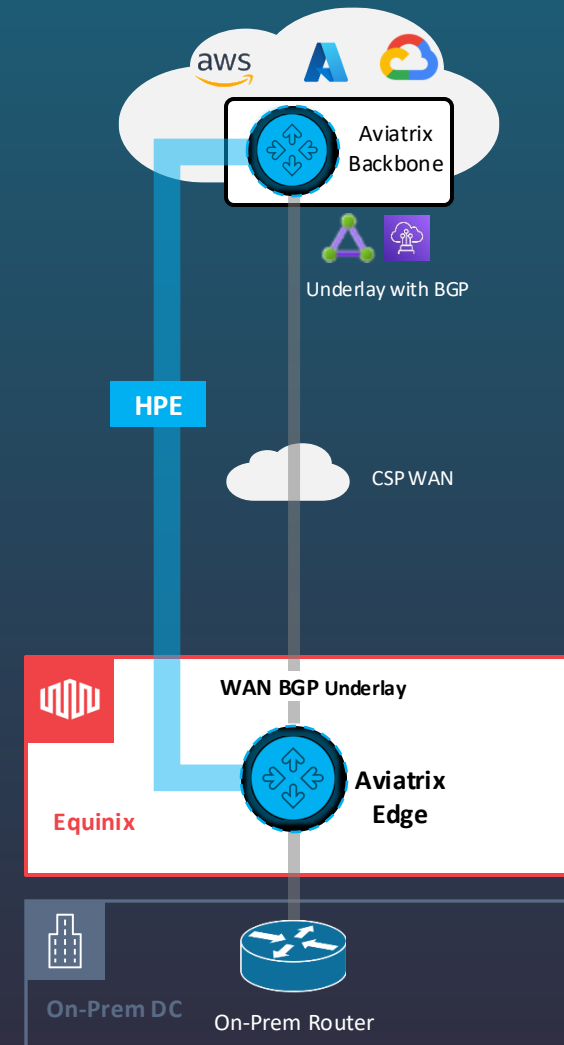 aws
Aviatrix
Backbone
Underlay with BGP
HPE
CSP WAN
WAN BGP Underlay
Aviatrix
Edge
Equinix
On-Prem DC
On-Prem Router